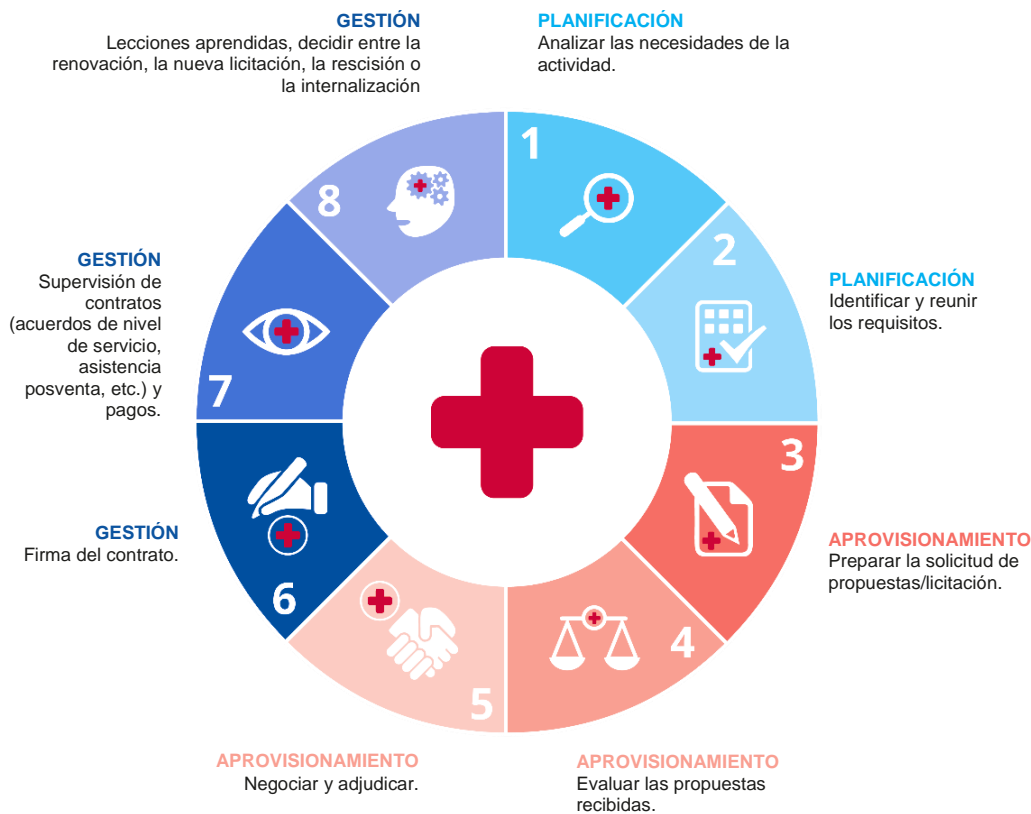 PLANIFICACIÓN
Analizar las necesidades de la
actividad.
1
PLANIFICACIÓN
Identificar y reunir
los requisitos.
2
APROVISIONAMIENTO
Preparar la solicitud de
propuestas/licitación.
3
APROVISIONAMIENTO
Evaluar las propuestas
recibidas.
4
APROVISIONAMIENTO
Negociar y adjudicar.
5
GESTIÓN
Firma del contrato.
6
GESTIÓN
Supervisión de
contratos
(acuerdos de nivel
de servicio,
asistencia
posventa, etc.) y
pagos.
7
GESTIÓN
Lecciones aprendidas, decidir entre la
renovación, la nueva licitación, la rescisión o
la internalización
8